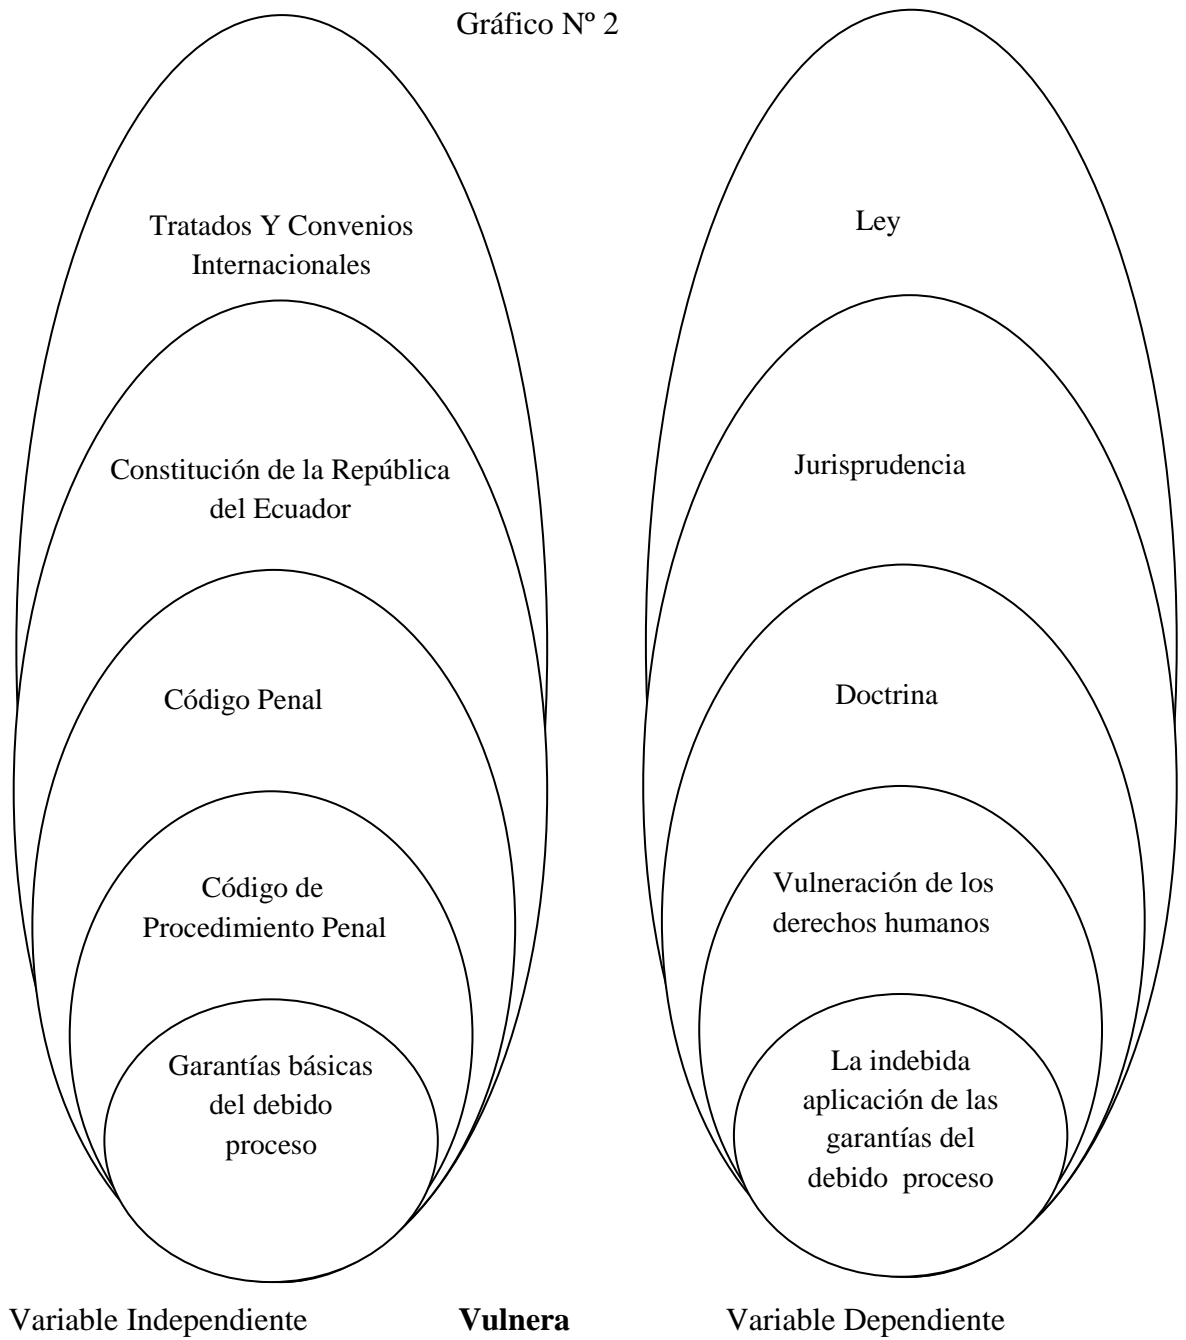 Gráfico Nº 2
Tratados Y Convenios
Internacionales
Constitución de la República
del Ecuador
Código Penal
Código de
Procedimiento Penal
Garantías básicas
del debido
proceso
Ley
Jurisprudencia
Doctrina
Vulneración de los
derechos humanos
La indebida
aplicación de las
garantías del
debido proceso
Variable Independiente
Vulnera
Variable Dependiente